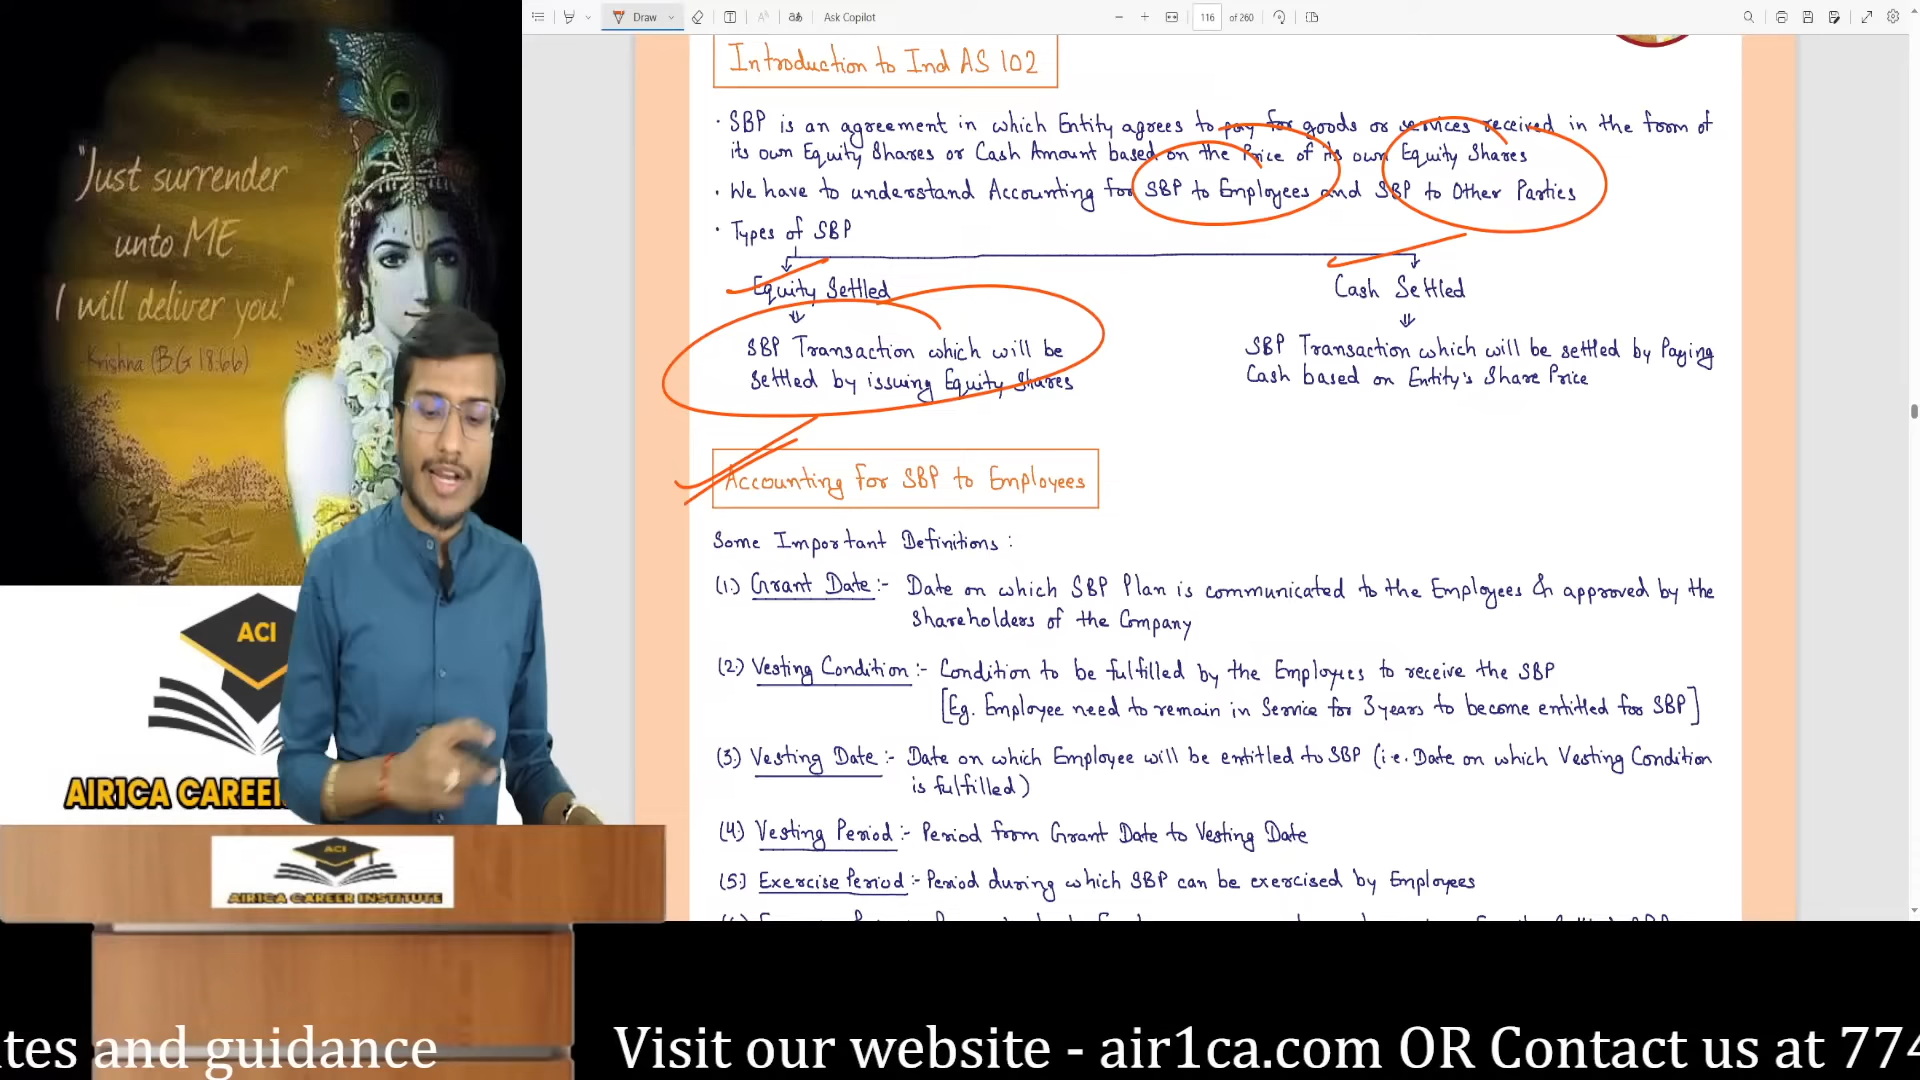 Draw
Ask Copilot
116 of 260
Introduction to Ind AS 102
"Just surrender
unto ME
I will deliver you!"
-Krishna (B.G 18.66)
· SBP is an agreement in which Entity agrees to pay for goods or services received in the form of
its own Equity Shares or Cash Amount based on the Price of its own Equity Shares
· We have to understand Accounting for SBP to Employees and SBP to Other Parties
· Types of SBP
Equity Settled
Cash Settled
SBP Transaction which will be
settled by issuing Equity Shares
SBP Transaction which will be settled by Paying
Cash based on Entity's Share Price
Accounting for SBP to Employees
Some Important Definitions :
(1.) Grant Date :- Date on which SBP Plan is communicated to the Employees & approved by the
Shareholders of the Company
(2.) Vesting Condition :- Condition to be fulfilled by the Employees to receive the SBP
[Eg. Employee need to remain in Service for 3 years to become entitled for SBP]
(3.) Vesting Date :- Date on which Employee will be entitled to SBP (i.e. Date on which Vesting Condition
is fulfilled)
(4.) Vesting Period :- Period from Grant Date to Vesting Date
(5.) Exercise Period :- Period during which SBP can be exercised by Employees
ACI
AIR1CA CAREER
ACI
AIR1CA CAREER INSTITUTE
tes and guidance
Visit our website - air1ca.com OR Contact us at 774